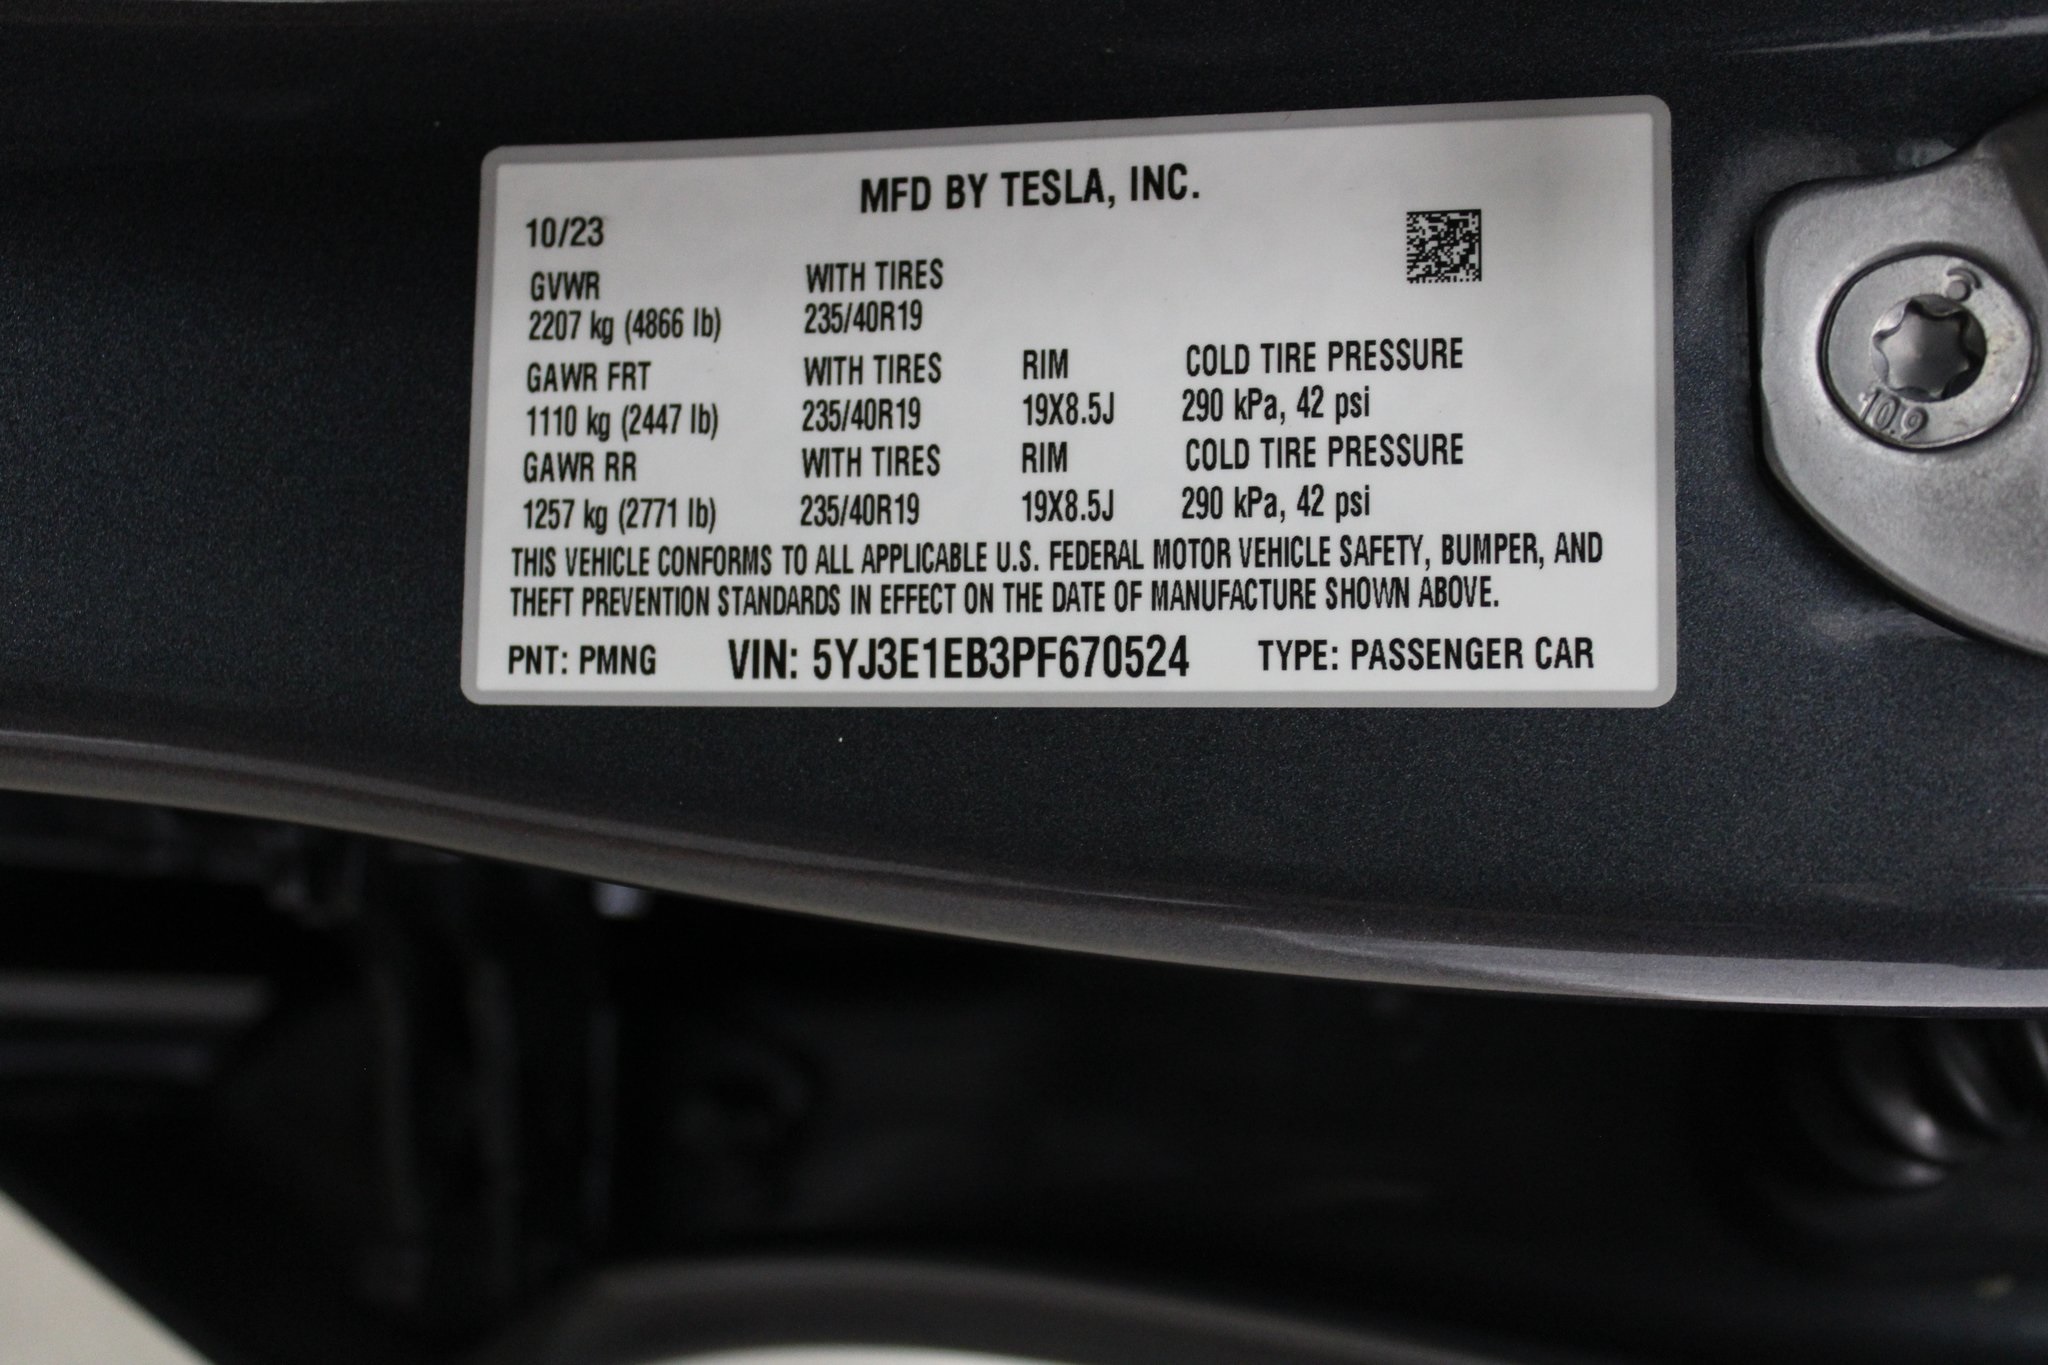 MFD BY TESLA, INC.
10/23
GVWR WITH TIRES
2207 kg (4866 lb) 235/40R19
GAWR FRT WITH TIRES RIM COLD TIRE PRESSURE
1110 kg (2447 lb) 235/40R19 19X8.5J 290 kPa, 42 psi
GAWR RR WITH TIRES RIM COLD TIRE PRESSURE
1257 kg (2771 lb) 235/40R19 19X8.5J 290 kPa, 42 psi
THIS VEHICLE CONFORMS TO ALL APPLICABLE U.S. FEDERAL MOTOR VEHICLE SAFETY, BUMPER, AND
THEFT PREVENTION STANDARDS IN EFFECT ON THE DATE OF MANUFACTURE SHOWN ABOVE.
PNT: PMNG VIN: 5YJ3E1EB3PF670524 TYPE: PASSENGER CAR
10.9